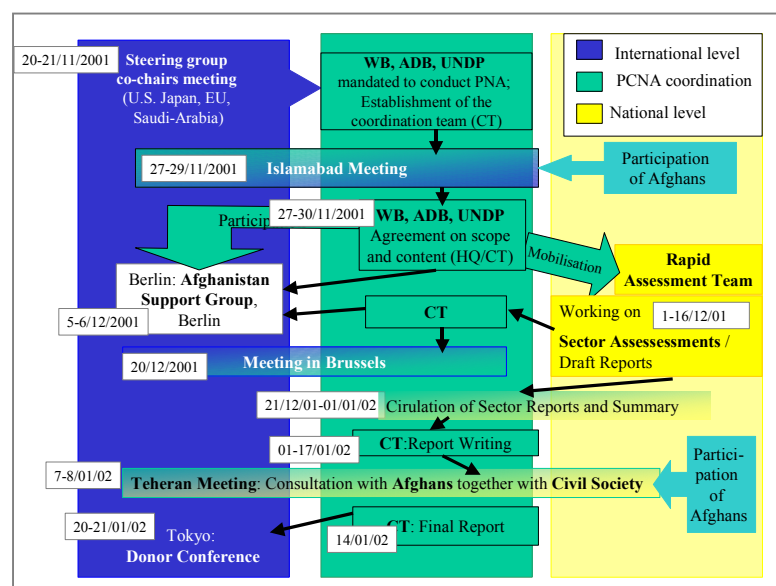 20-21/11/2001
Steering group
co-chairs meeting
(U.S. Japan, EU,
Saudi-Arabia)
WB, ADB, UNDP
mandated to conduct PNA;
Establishment of the
coordination team (CT)
International level
PCNA coordination
National level
27-29/11/2001
Islamabad Meeting
Participation
of Afghans
27-30/11/2001
Particip
WB, ADB, UNDP
Agreement on scope
and content (HQ/CT)
Mobilisation
Rapid
Assessment Team
Berlin: Afghanistan
Support Group,
Berlin
5-6/12/2001
CT
Working on
1-16/12/01
Sector Assessessments /
Draft Reports
20/12/2001
Meeting in Brussels
21/12/01-01/01/02
Cirulation of Sector Reports and Summary
01-17/01/02
CT:Report Writing
7-8/01/02
Teheran Meeting: Consultation with Afghans together with Civil Society
Partici-
pation
of
Afghans
20-21/01/02
Tokyo:
Donor Conference
CT: Final Report
14/01/02